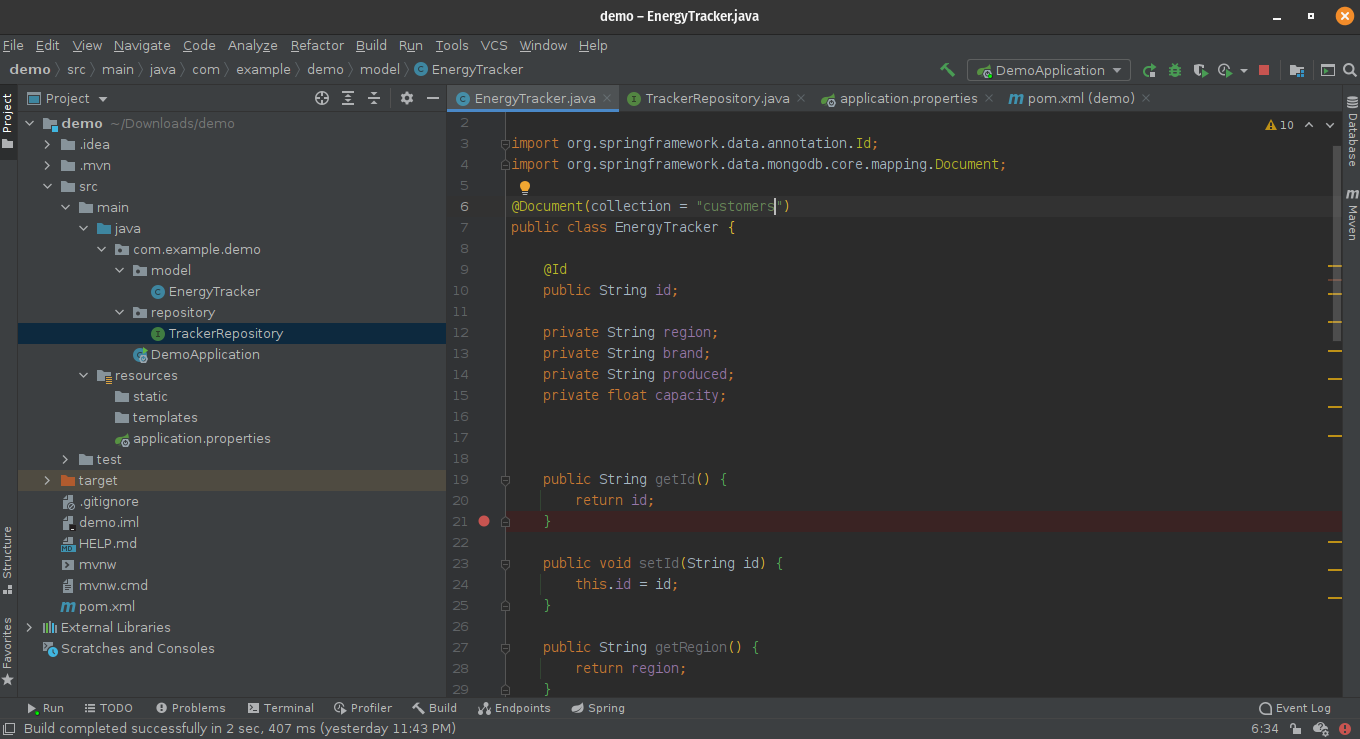 demo – EnergyTracker.java
File Edit View Navigate Code Analyze Refactor Build Run Tools VCS Window Help
demo src main java com example demo model EnergyTracker
DemoApplication
Project
EnergyTracker.java
TrackerRepository.java
application.properties
pom.xml (demo)
Project
Structure
Favorites
demo ~/Downloads/demo
.idea
.mvn
src
main
java
com.example.demo
model
EnergyTracker
repository
TrackerRepository
DemoApplication
resources
static
templates
application.properties
test
target
.gitignore
demo.iml
HELP.md
mvnw
mvnw.cmd
pom.xml
External Libraries
Scratches and Consoles
10
2
3 import org.springframework.data.annotation.Id;
4 import org.springframework.data.mongodb.core.mapping.Document;
5
6 @Document(collection = "customers")
7 public class EnergyTracker {
8
9 @Id
10 public String id;
11
12 private String region;
13 private String brand;
14 private String produced;
15 private float capacity;
16
17
18
19 public String getId() {
20 return id;
21 }
22
23 public void setId(String id) {
24 this.id = id;
25 }
26
27 public String getRegion() {
28 return region;
29 }
Database
Maven
Run TODO Problems Terminal Profiler Build Endpoints Spring Event Log
Build completed successfully in 2 sec, 407 ms (yesterday 11:43 PM) 6:34